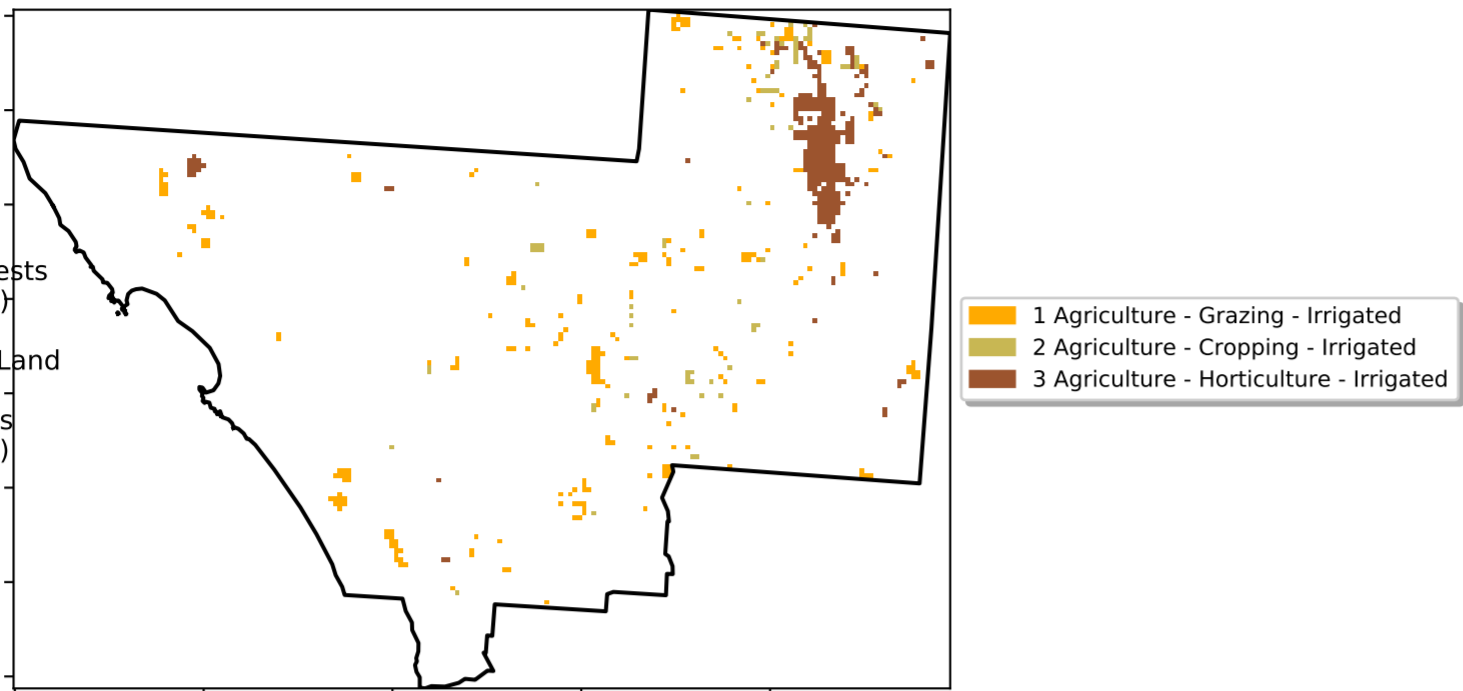 ests
)
Land
s
)
1 Agriculture - Grazing - Irrigated
2 Agriculture - Cropping - Irrigated
3 Agriculture - Horticulture - Irrigated